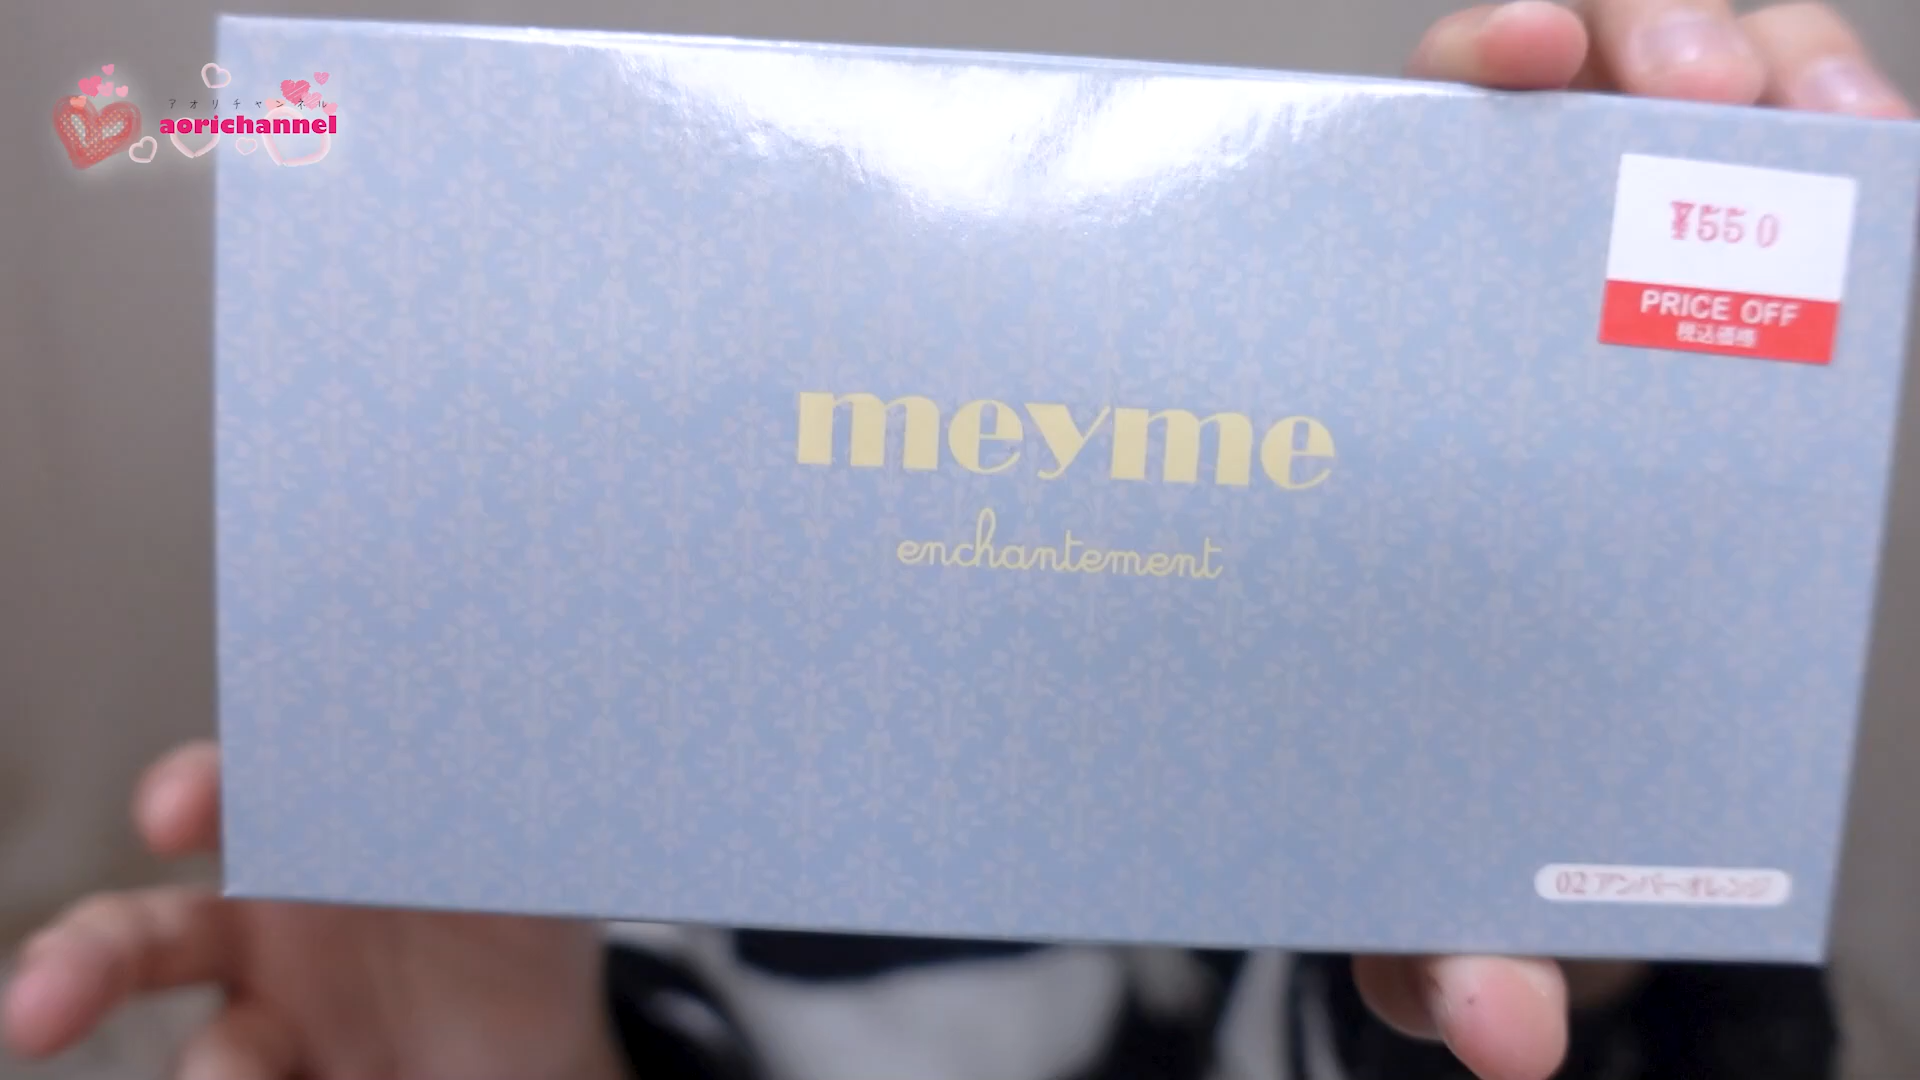 アオリチャンネル
aorichannel
¥550
PRICE OFF
税込価格
meyme
enchantement
02 アンバーオレンジ